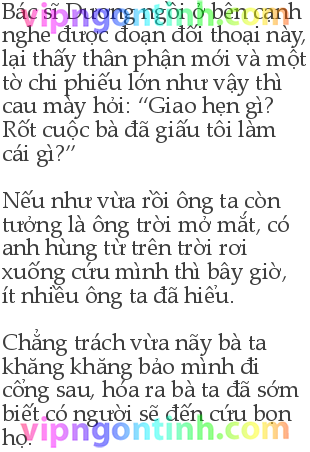 Bác sĩ Dương ngồi ở bên cạnh
vipngontinh.com
nghe được đoạn đối thoại này,
lại thấy thân phận mới và một
tờ chi phiếu lớn như vậy thì
cau mày hỏi: “Giao hẹn gì?
Rốt cuộc bà đã giấu tôi làm
cái gì?”
Nếu như vừa rồi ông ta còn
tưởng là ông trời mở mắt, có
anh hùng từ trên trời rơi
xuống cứu mình thì bây giờ,
ít nhiều ông ta đã hiểu.
Chẳng trách vừa nãy bà ta
khăng khăng bảo mình đi
cổng sau, hóa ra bà ta đã sớm
biết có người sẽ đến cứu bọn
họ.
vipngontinh.com